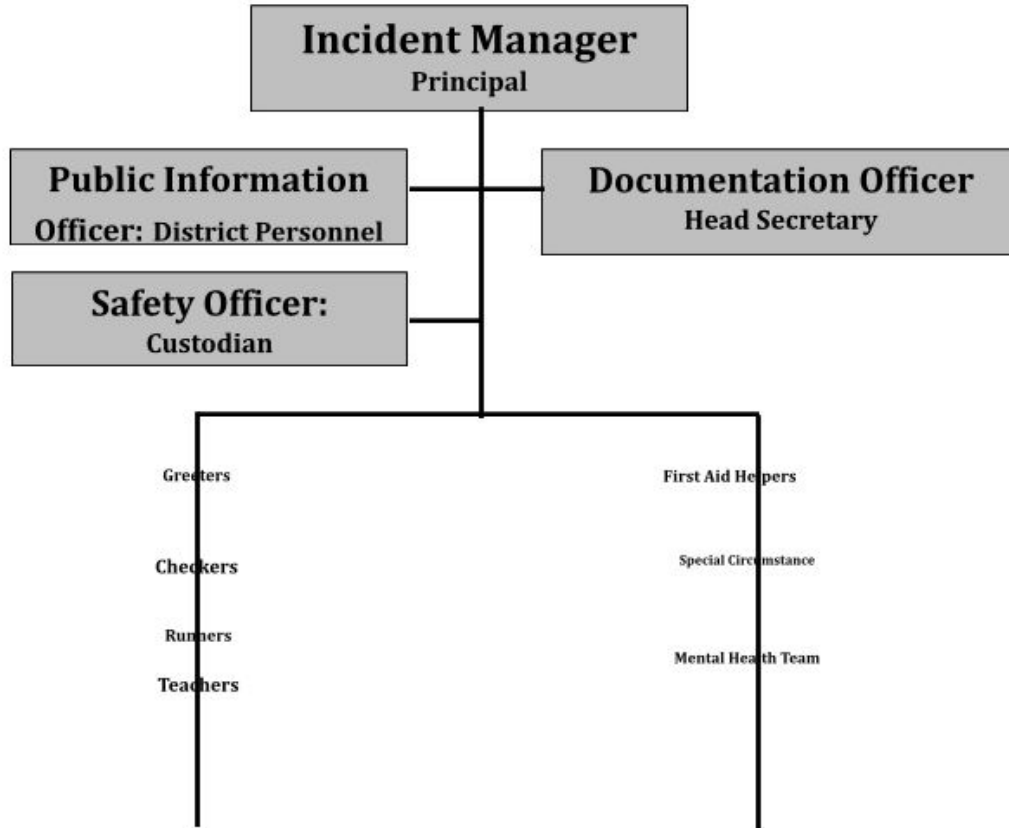 Incident Manager
Principal
Public Information
Officer: District Personnel
Documentation Officer
Head Secretary
Safety Officer:
Custodian
Greeters
Checkers
Runners
Teachers
First Aid Helpers
Special Circumstance
Mental Health Team